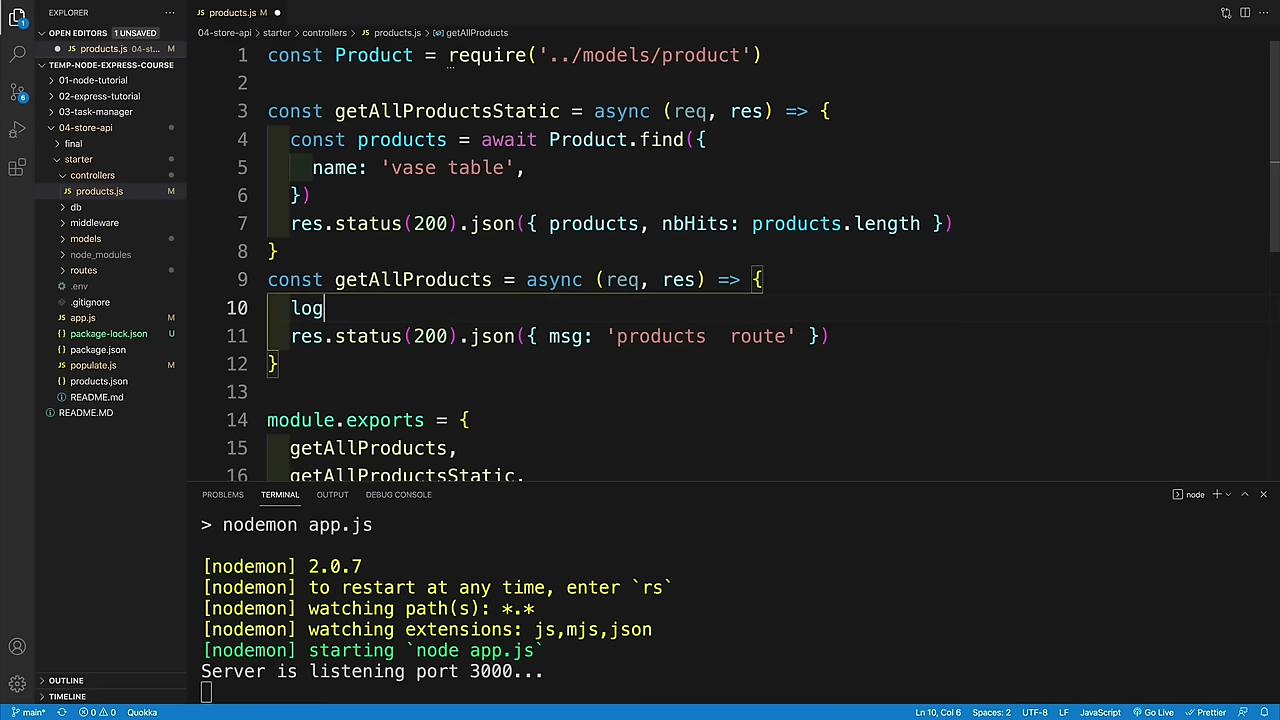 EXPLORER
OPEN EDITORS 1 UNSAVED
JS products.js 04-st... M
TEMP-NODE-EXPRESS-COURSE
01-node-tutorial
02-express-tutorial
03-task-manager
04-store-api
final
starter
controllers
JS products.js M
db
middleware
models
node_modules
routes
.env
.gitignore
JS app.js M
{} package-lock.json U
{} package.json
JS populate.js M
{} products.json
README.md
README.MD
OUTLINE
TIMELINE
1
6
JS products.js M
04-store-api > starter > controllers > JS products.js > getAllProducts
1 const Product = require('../models/product')
2
3 const getAllProductsStatic = async (req, res) => {
4 const products = await Product.find({
5 name: 'vase table',
6 })
7 res.status(200).json({ products, nbHits: products.length })
8 }
9 const getAllProducts = async (req, res) => {
10 log
11 res.status(200).json({ msg: 'products  route' })
12 }
13
14 module.exports = {
15 getAllProducts,
16 getAllProductsStatic,
PROBLEMS TERMINAL OUTPUT DEBUG CONSOLE
node
> nodemon app.js
[nodemon] 2.0.7
[nodemon] to restart at any time, enter `rs`
[nodemon] watching path(s): *.*
[nodemon] watching extensions: js,mjs,json
[nodemon] starting `node app.js`
Server is listening port 3000...
main* 0 0 Quokka Ln 10, Col 6 Spaces: 2 UTF-8 LF JavaScript Go Live Prettier